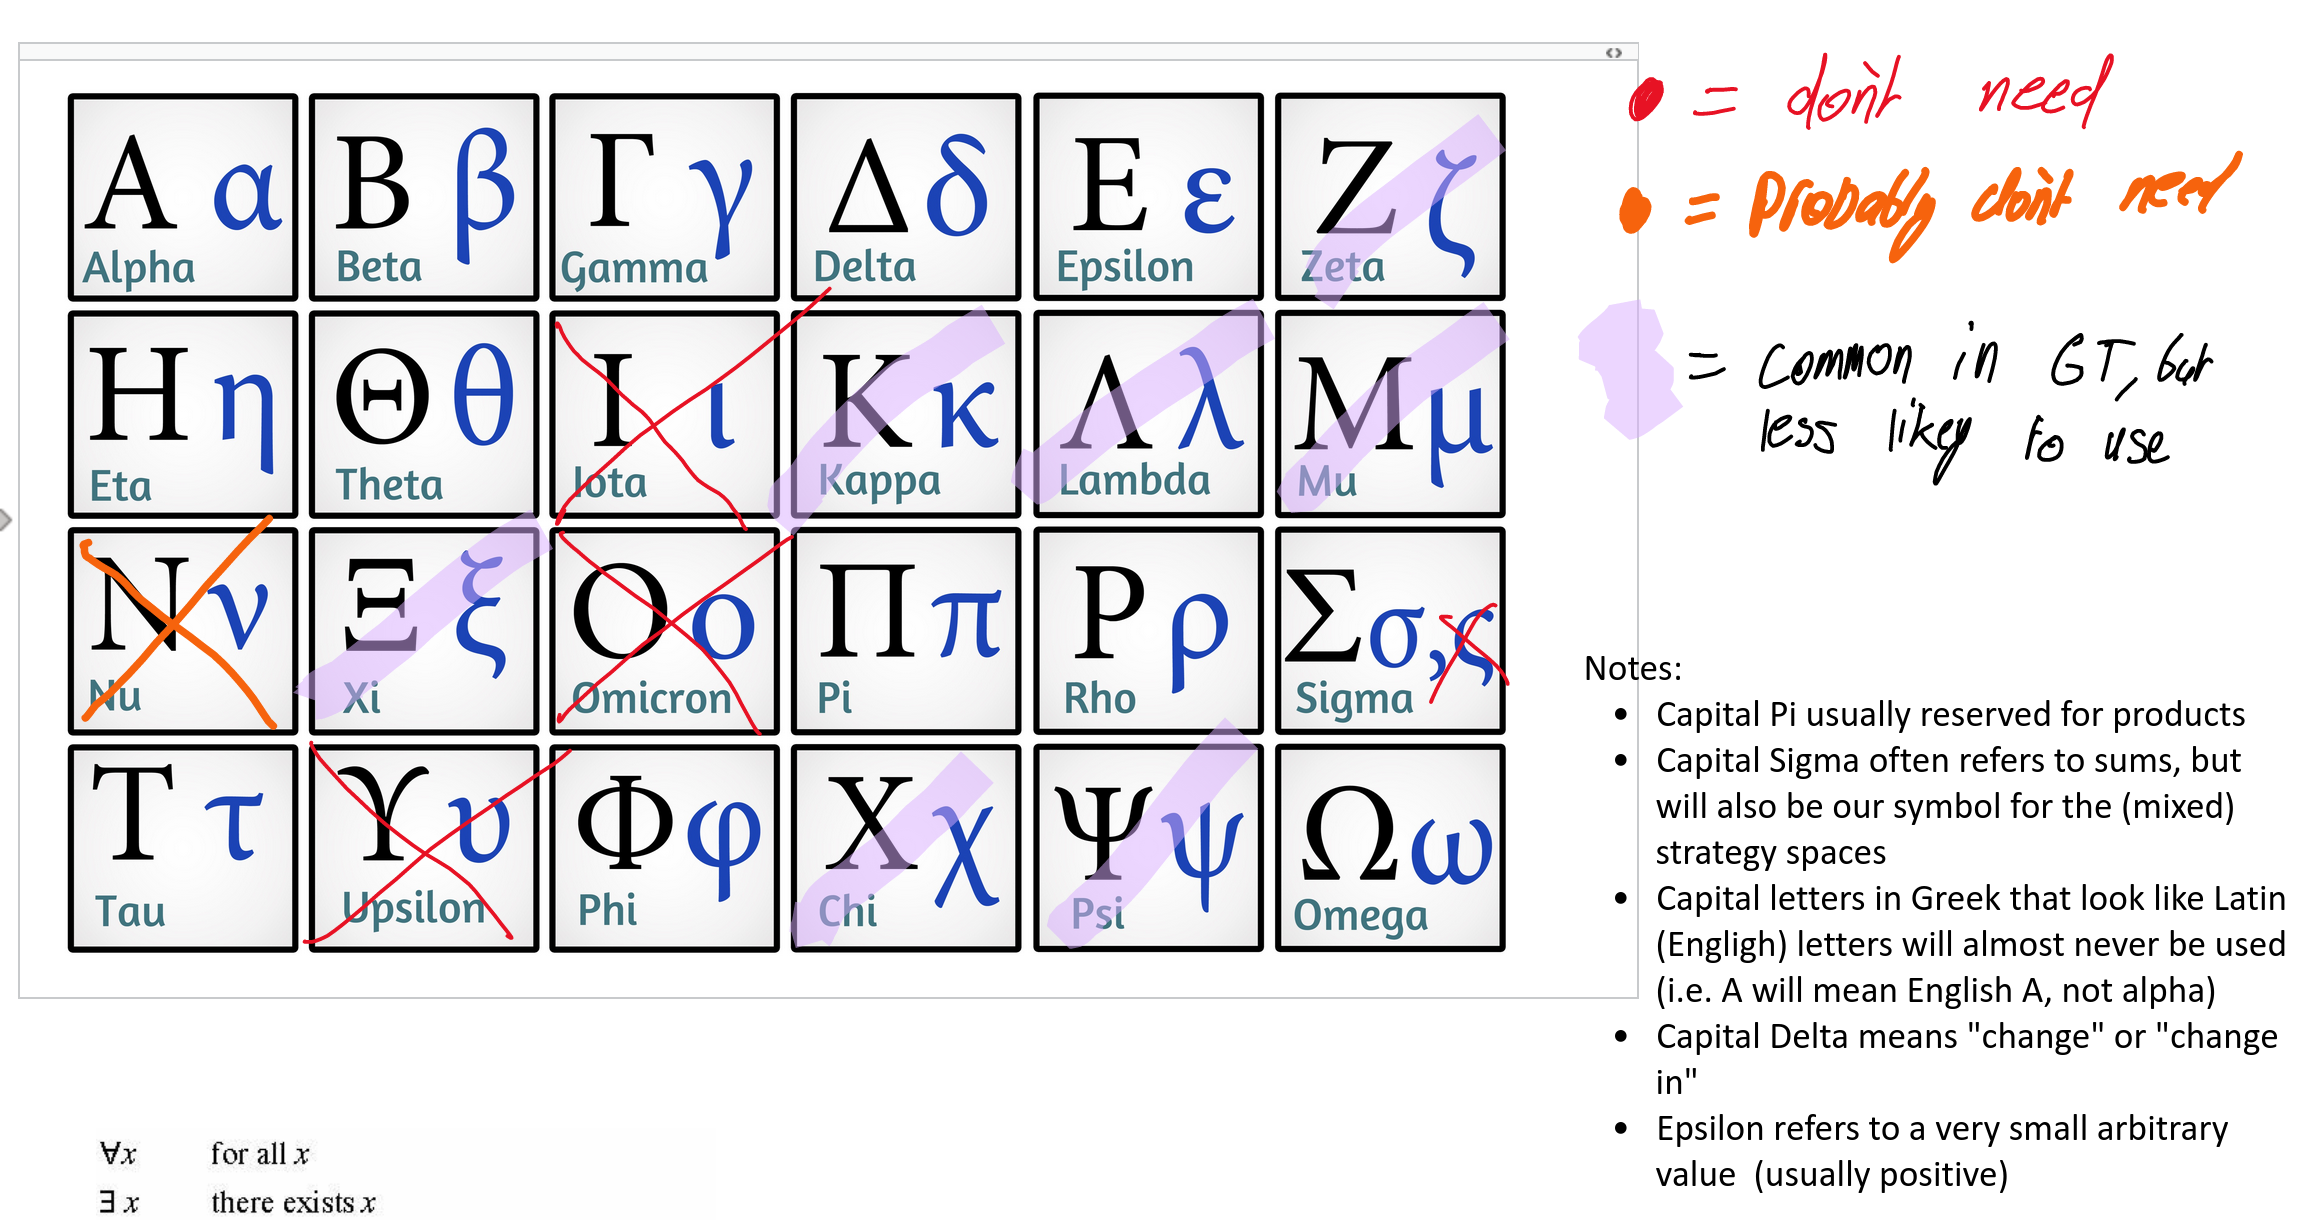 Α α Β β Γ γ Δ δ Ε ε Ζ ζ
Alpha Beta Gamma Delta Epsilon Zeta
Η η Θ θ Ι ι Κ κ Λ λ Μ μ
Eta Theta Iota Kappa Lambda Mu
Ν ν Ξ ξ Ο ο Π π Ρ ρ Σ σ,ς
Nu Xi Omicron Pi Rho Sigma
Τ τ ϒ υ Φ φ Χ χ Ψ ψ Ω ω
Tau Upsilon Phi Chi Psi Omega
= don't need
= Probably don't need
= common in GT, but
less likey to use
Notes:
• Capital Pi usually reserved for products
• Capital Sigma often refers to sums, but
will also be our symbol for the (mixed)
strategy spaces
• Capital letters in Greek that look like Latin
(Engligh) letters will almost never be used
(i.e. A will mean English A, not alpha)
• Capital Delta means "change" or "change
in"
• Epsilon refers to a very small arbitrary
value (usually positive)
∀x for all x
∃ x there exists x